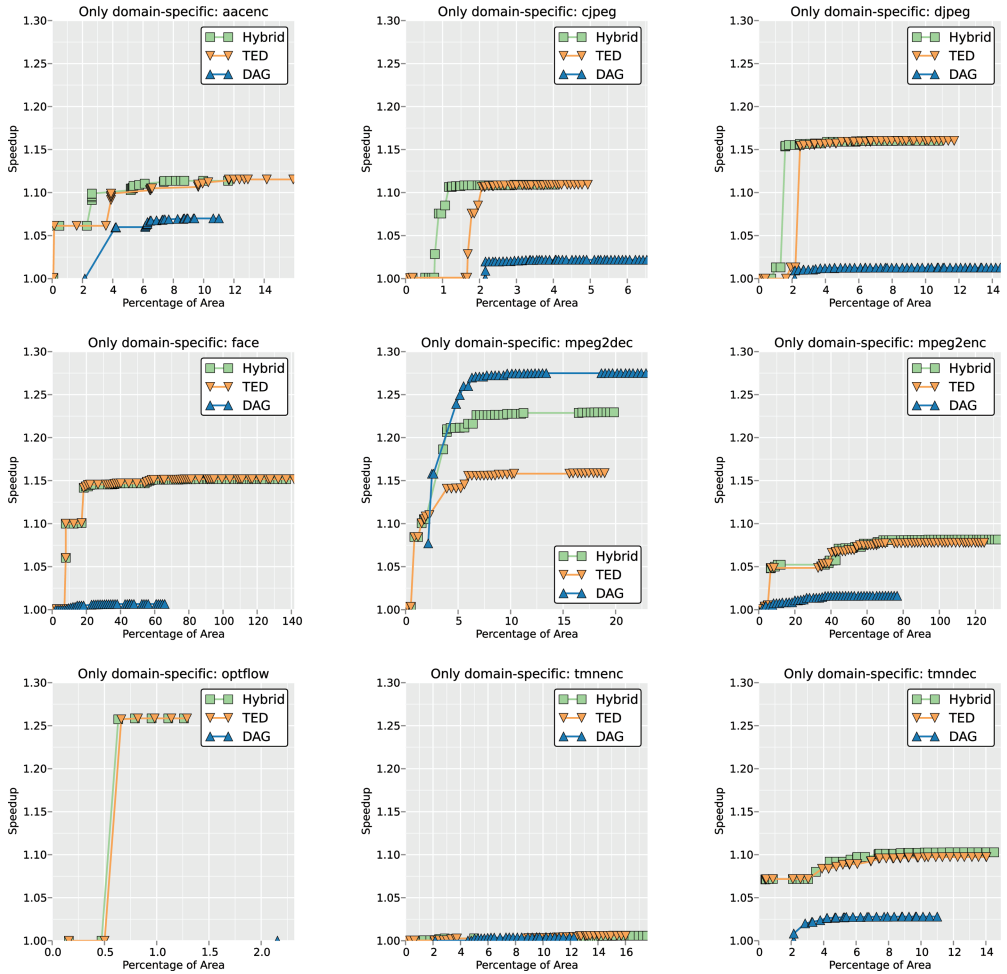 Only domain-specific: aacenc
1.30
1.25
1.20
1.15
1.10
1.05
1.00
Speedup
0 2 4 6 8 10 12 14
Percentage of Area
Hybrid
TED
DAG
Only domain-specific: cjpeg
1.30
1.25
1.20
1.15
1.10
1.05
1.00
Speedup
0 1 2 3 4 5 6
Percentage of Area
Hybrid
TED
DAG
Only domain-specific: djpeg
1.30
1.25
1.20
1.15
1.10
1.05
1.00
Speedup
0 2 4 6 8 10 12 14
Percentage of Area
Hybrid
TED
DAG
Only domain-specific: face
1.30
1.25
1.20
1.15
1.10
1.05
1.00
Speedup
0 20 40 60 80 100 120 140
Percentage of Area
Hybrid
TED
DAG
Only domain-specific: mpeg2dec
1.30
1.25
1.20
1.15
1.10
1.05
1.00
Speedup
0 5 10 15 20
Percentage of Area
Hybrid
TED
DAG
Only domain-specific: mpeg2enc
1.30
1.25
1.20
1.15
1.10
1.05
1.00
Speedup
0 20 40 60 80 100 120
Percentage of Area
Hybrid
TED
DAG
Only domain-specific: optflow
1.30
1.25
1.20
1.15
1.10
1.05
1.00
Speedup
0.0 0.5 1.0 1.5 2.0
Percentage of Area
Hybrid
TED
DAG
Only domain-specific: tmnenc
1.30
1.25
1.20
1.15
1.10
1.05
1.00
Speedup
0 2 4 6 8 10 12 14 16
Percentage of Area
Hybrid
TED
DAG
Only domain-specific: tmndec
1.30
1.25
1.20
1.15
1.10
1.05
1.00
Speedup
0 2 4 6 8 10 12 14
Percentage of Area
Hybrid
TED
DAG